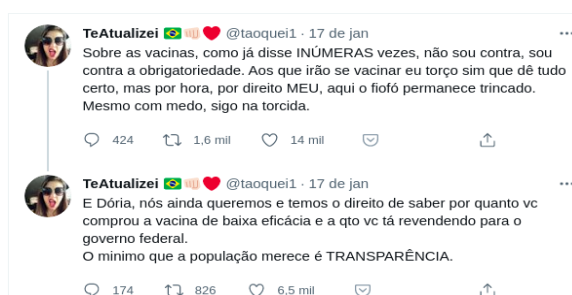 TeAtualizei 🇧🇷👊🏻❤️ @taoquei1 · 17 de jan
Sobre as vacinas, como já disse INÚMERAS vezes, não sou contra, sou
contra a obrigatoriedade. Aos que irão se vacinar eu torço sim que dê tudo
certo, mas por hora, por direito MEU, aqui o fiofó permanece trincado.
Mesmo com medo, sigo na torcida.
424 1,6 mil 14 mil
TeAtualizei 🇧🇷👊🏻❤️ @taoquei1 · 17 de jan
E Dória, nós ainda queremos e temos o direito de saber por quanto vc
comprou a vacina de baixa eficácia e a qto vc tá revendendo para o
governo federal.
O minimo que a população merece é TRANSPARÊNCIA.
174 826 6,5 mil